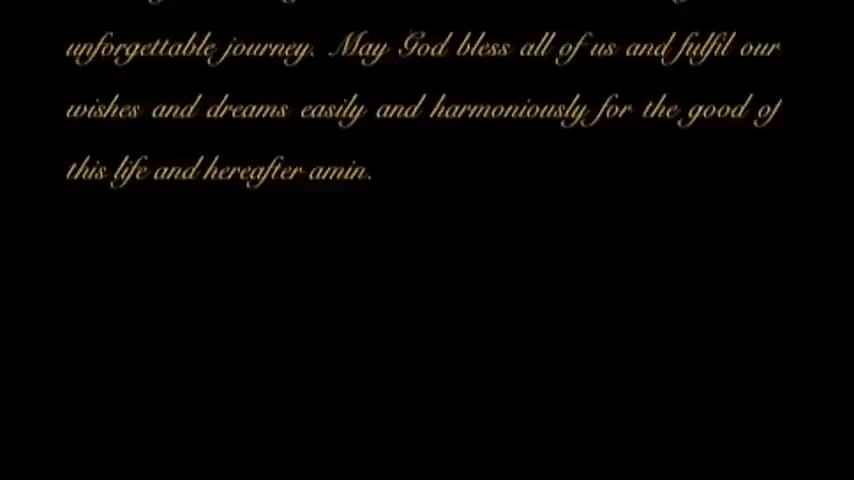 unforgettable journey. May God bless all of us and fulfil our
wishes and dreams easily and harmoniously for the good of
this life and hereafter amin.